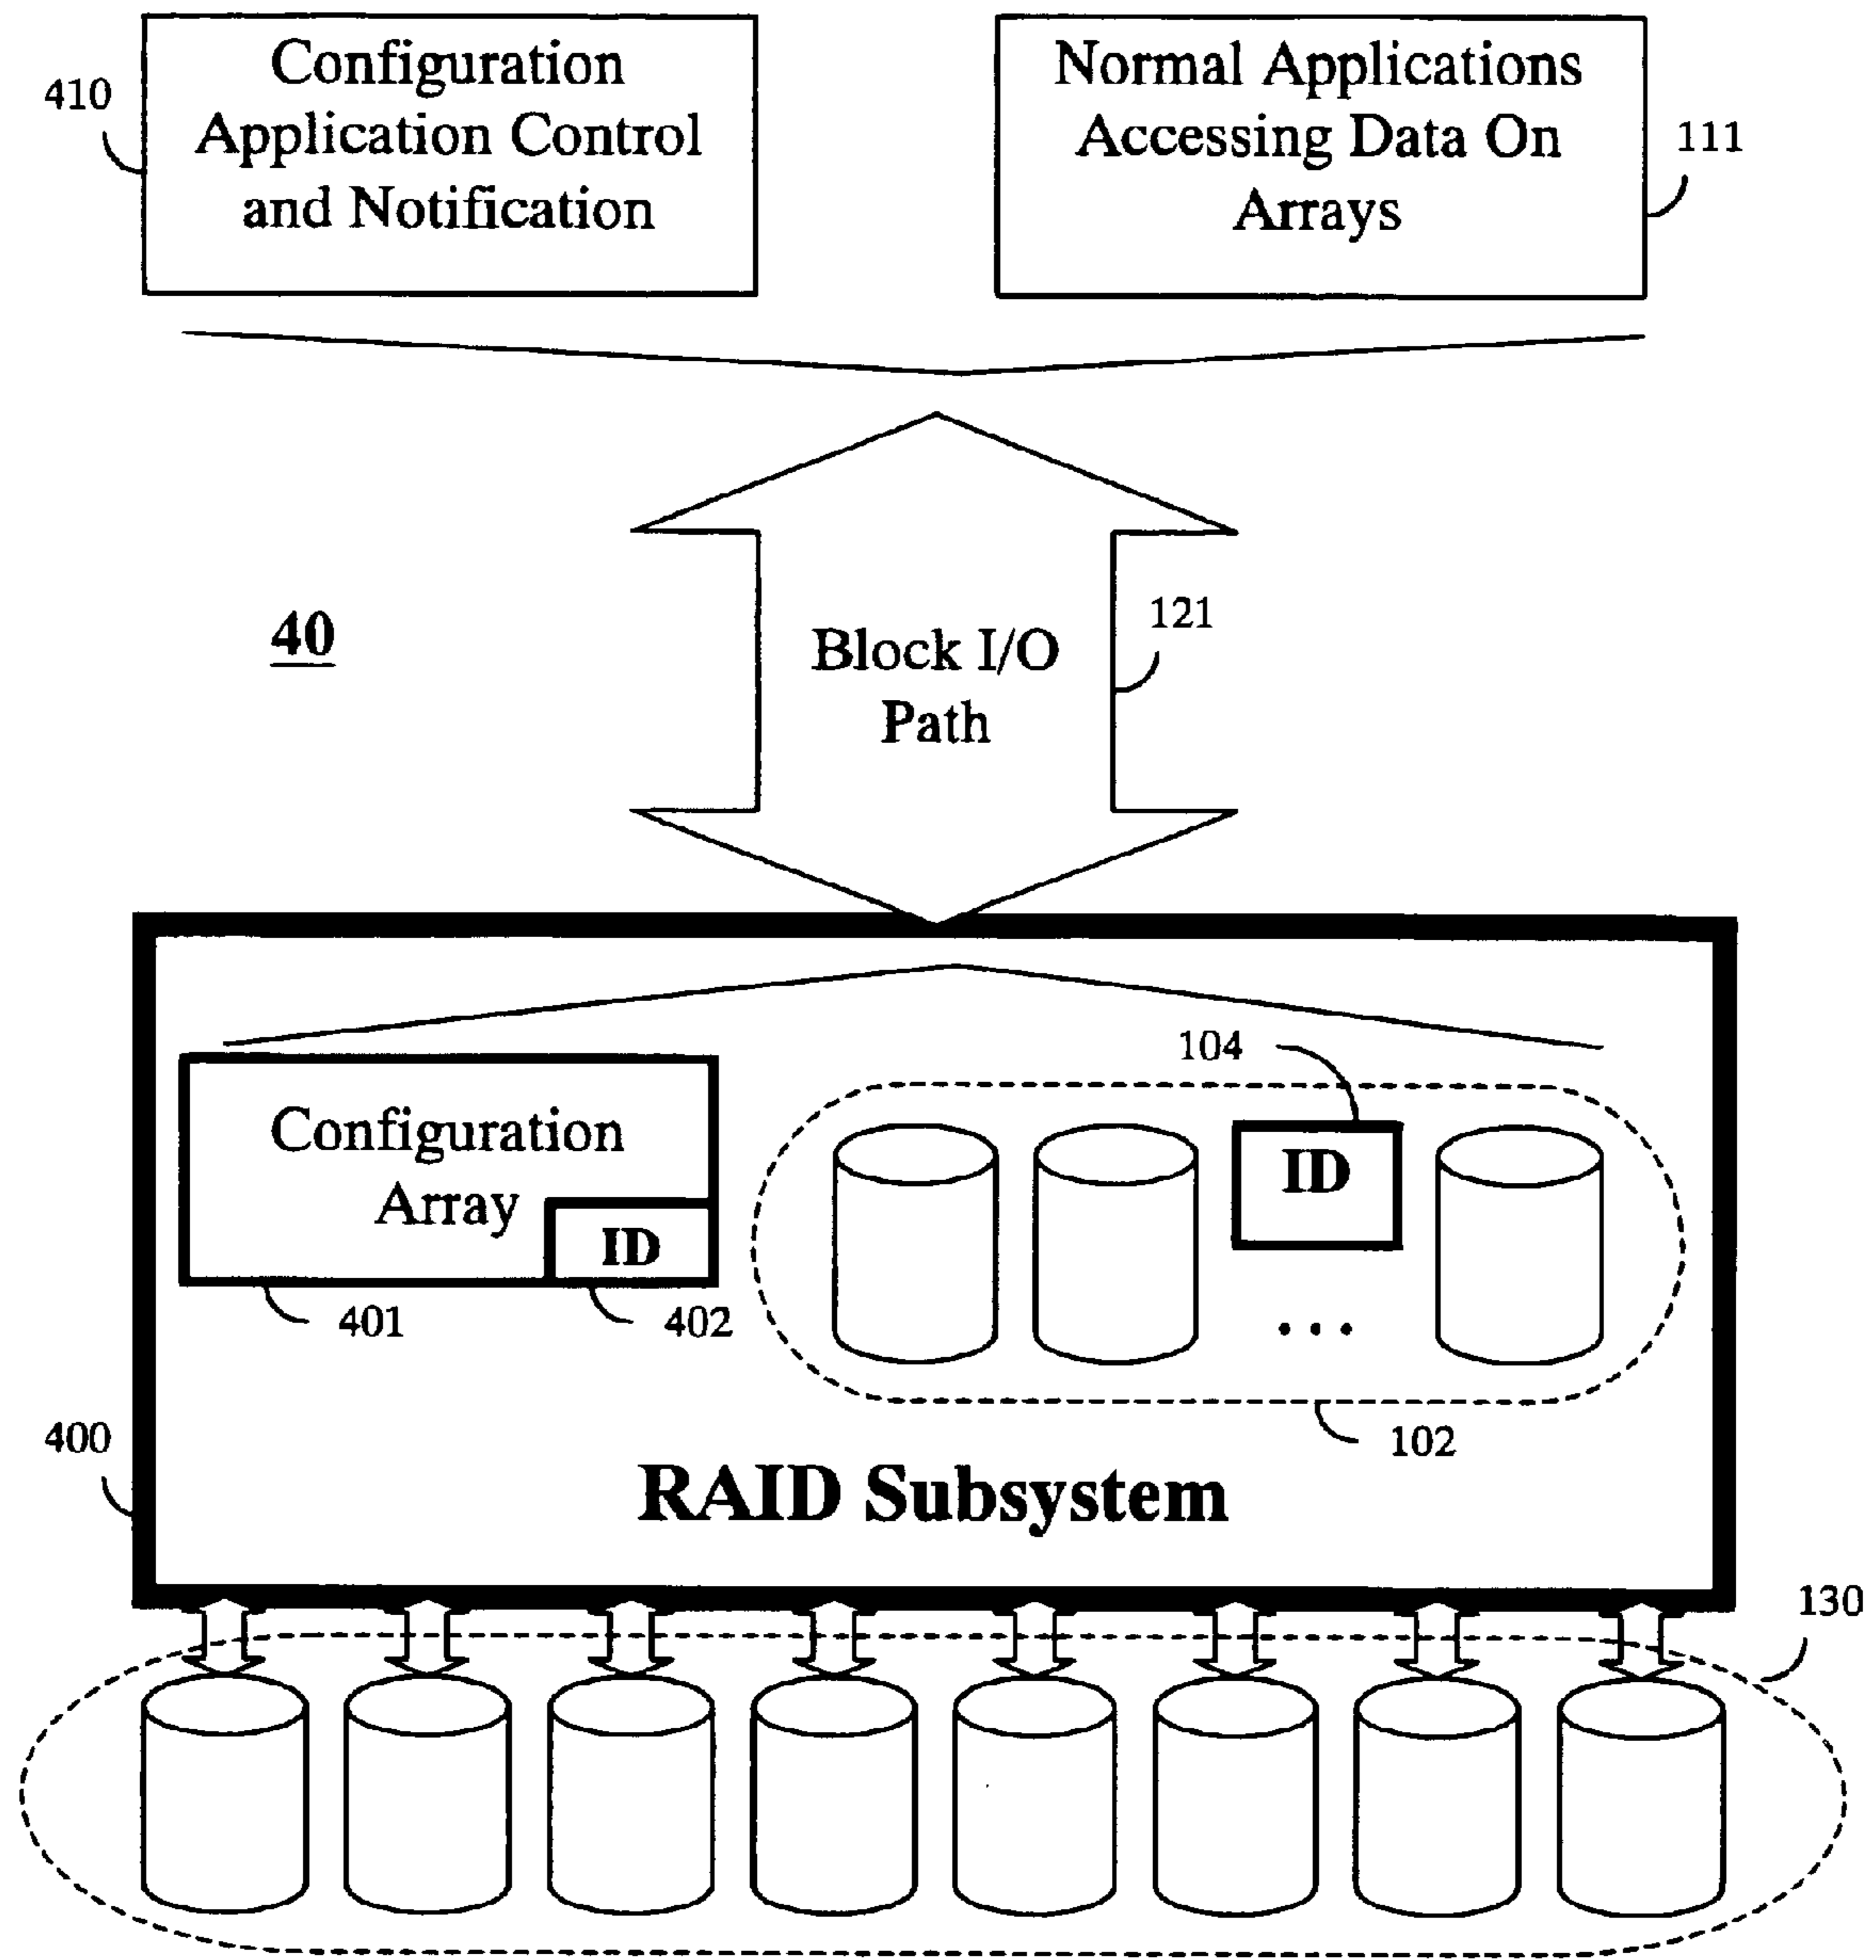 410
Configuration
Application Control
and Notification
Normal Applications
Accessing Data On
Arrays
111
40
Block I/O
Path
121
104
Configuration
Array
ID
ID
401
402
...
102
400
RAID Subsystem
130